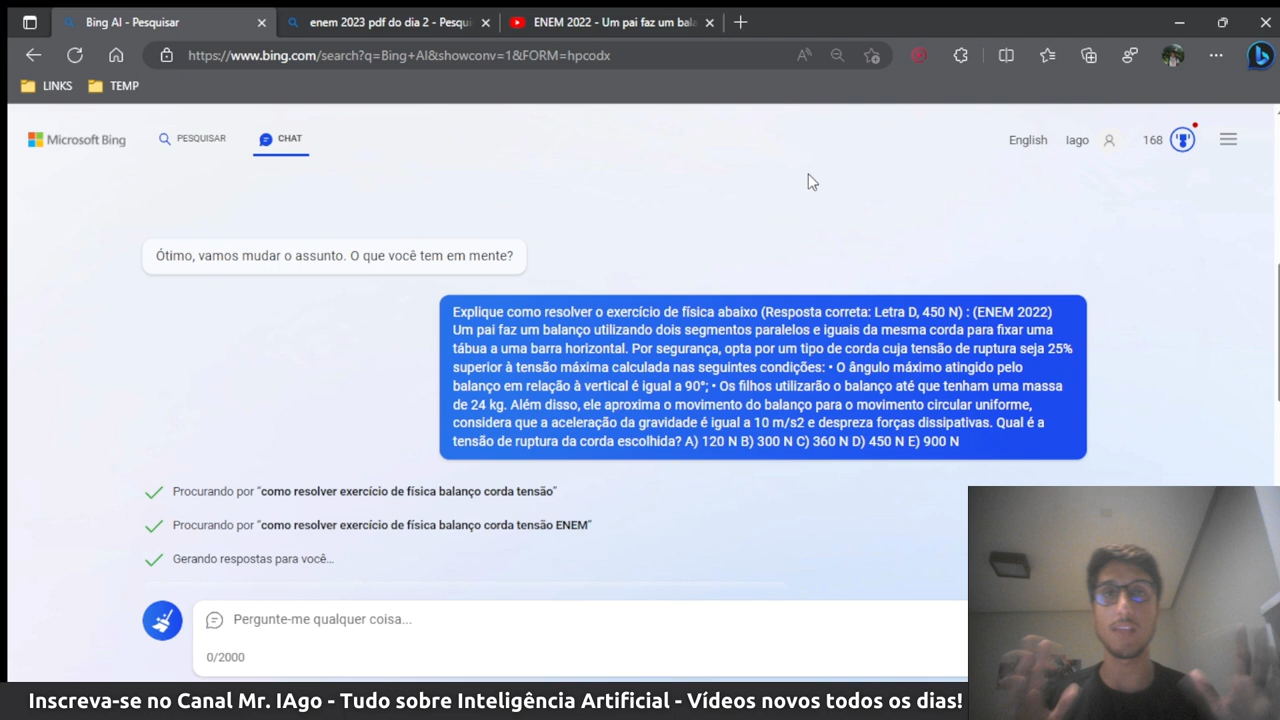 Bing AI - Pesquisar
enem 2023 pdf do dia 2 - Pesqui
ENEM 2022 - Um pai faz um bala
https://www.bing.com/search?q=Bing+AI&showconv=1&FORM=hpcodx
LINKS
TEMP
Microsoft Bing
PESQUISAR
CHAT
English
Iago
168
Ótimo, vamos mudar o assunto. O que você tem em mente?
Explique como resolver o exercício de física abaixo (Resposta correta: Letra D, 450 N) : (ENEM 2022)
Um pai faz um balanço utilizando dois segmentos paralelos e iguais da mesma corda para fixar uma
tábua a uma barra horizontal. Por segurança, opta por um tipo de corda cuja tensão de ruptura seja 25%
superior à tensão máxima calculada nas seguintes condições: • O ângulo máximo atingido pelo
balanço em relação à vertical é igual a 90°; • Os filhos utilizarão o balanço até que tenham uma massa
de 24 kg. Além disso, ele aproxima o movimento do balanço para o movimento circular uniforme,
considera que a aceleração da gravidade é igual a 10 m/s2 e despreza forças dissipativas. Qual é a
tensão de ruptura da corda escolhida? A) 120 N B) 300 N C) 360 N D) 450 N E) 900 N
Procurando por “como resolver exercício de física balanço corda tensão”
Procurando por “como resolver exercício de física balanço corda tensão ENEM”
Gerando respostas para você…
Pergunte-me qualquer coisa...
0/2000
Inscreva-se no Canal Mr. IAgo - Tudo sobre Inteligência Artificial - Vídeos novos todos os dias!